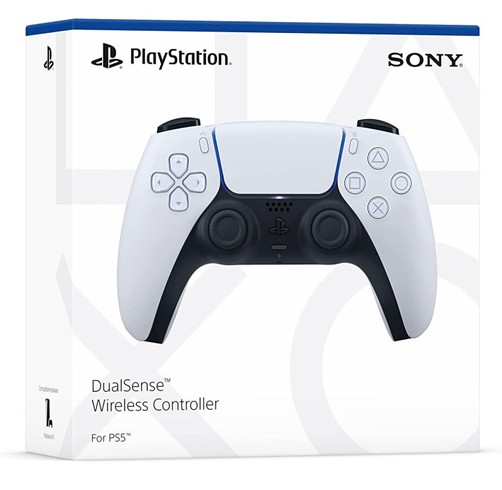 PlayStation®
SONY®
DualSense™
Wireless Controller
For PS5™